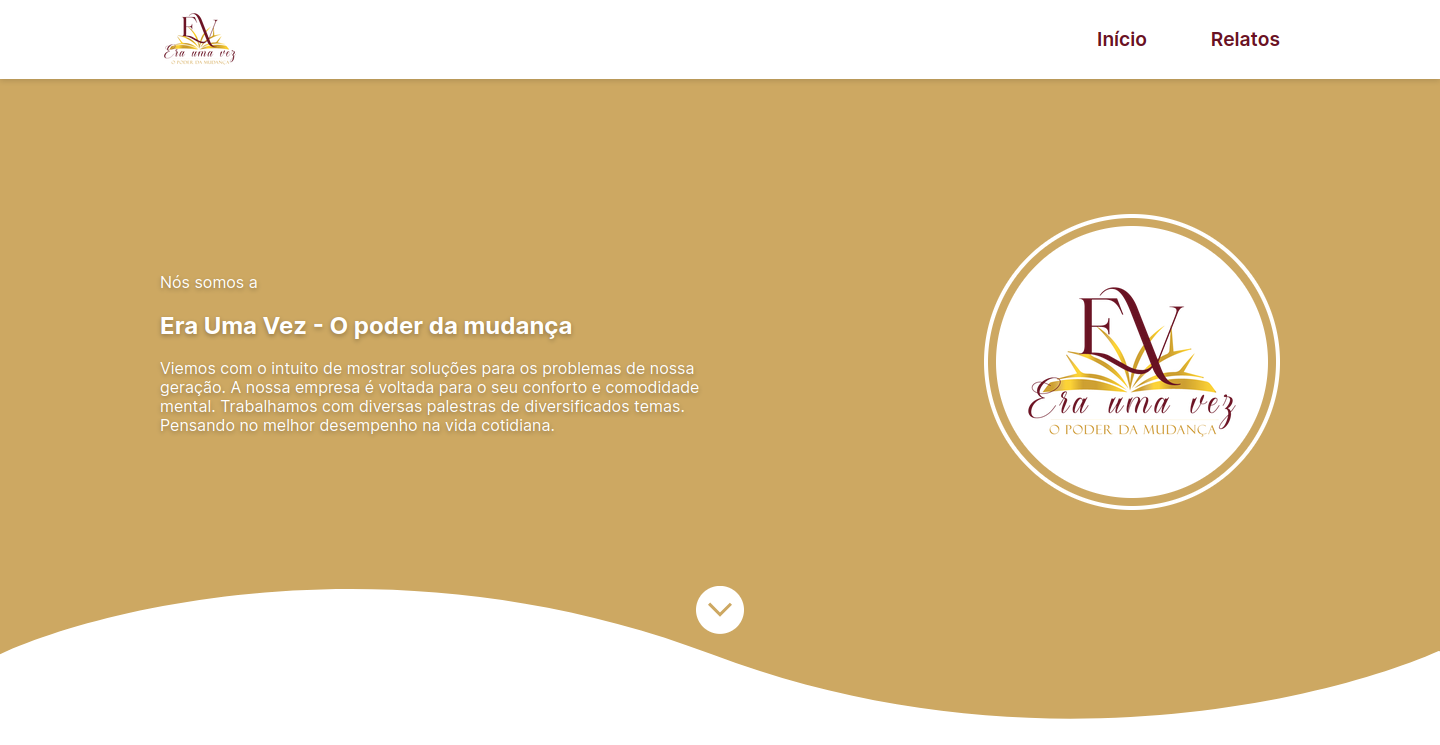 EV
Era uma vez
O PODER DA MUDANÇA
Início
Relatos
Nós somos a
Era Uma Vez - O poder da mudança
Viemos com o intuito de mostrar soluções para os problemas de nossa
geração. A nossa empresa é voltada para o seu conforto e comodidade
mental. Trabalhamos com diversas palestras de diversificados temas.
Pensando no melhor desempenho na vida cotidiana.
EV
Era uma vez
O PODER DA MUDANÇA